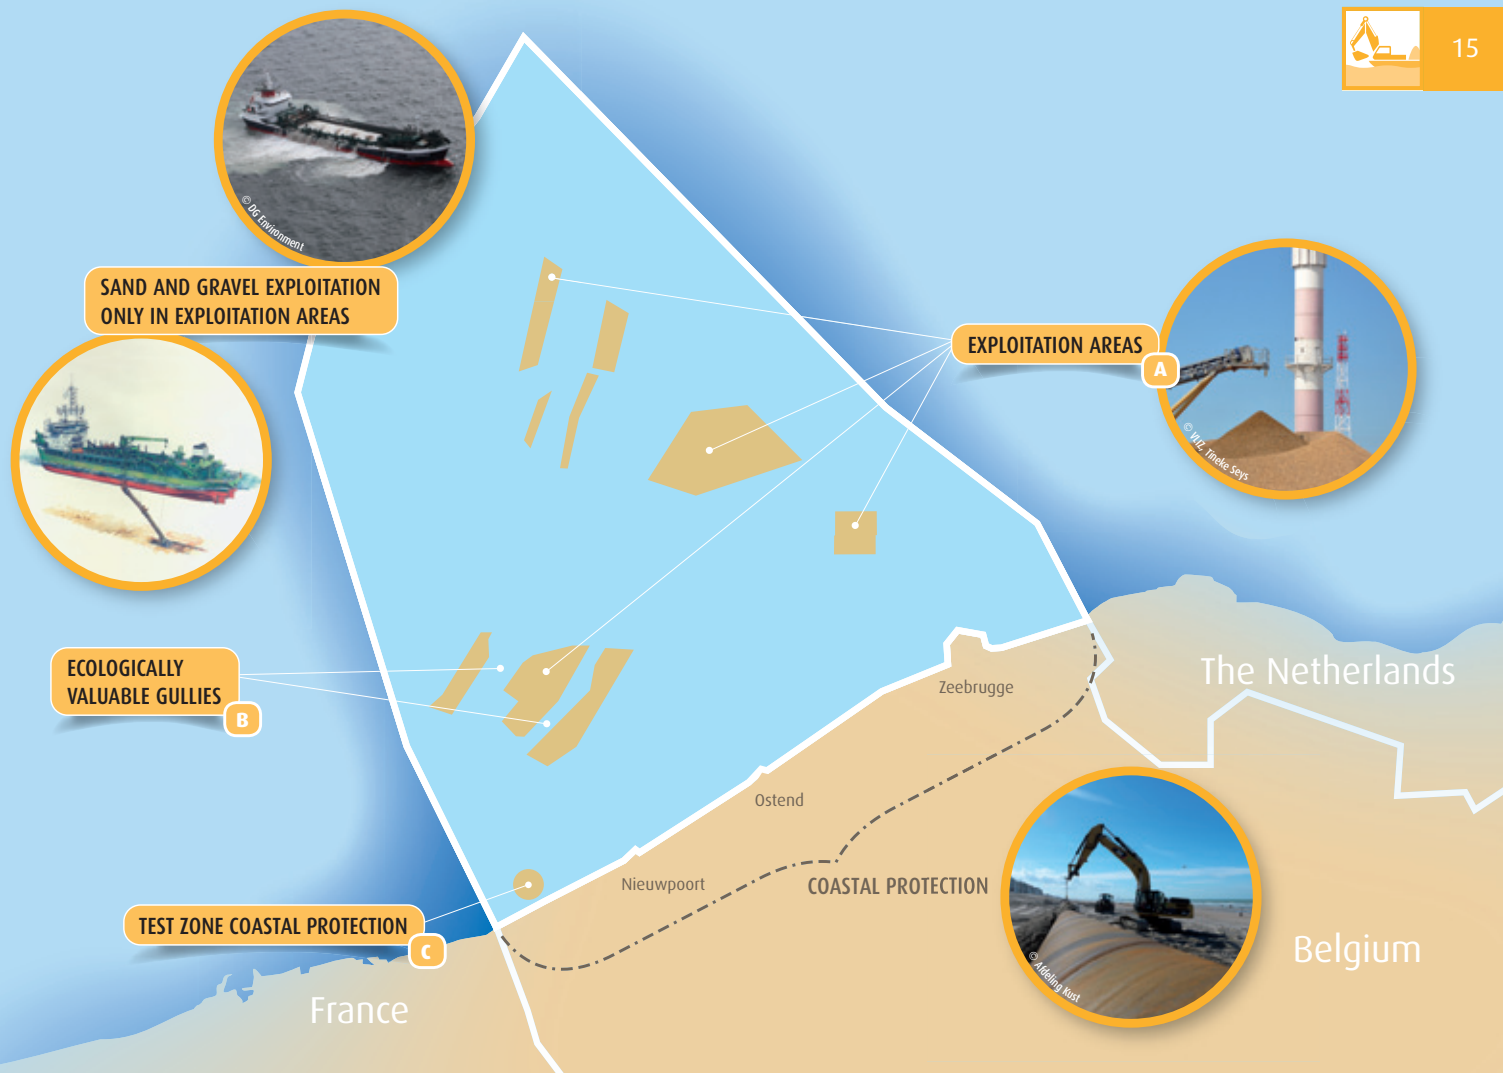 15
© DG Environment
SAND AND GRAVEL EXPLOITATION
ONLY IN EXPLOITATION AREAS
EXPLOITATION AREAS
A
© VLIZ, Tineke Seys
ECOLOGICALLY
VALUABLE GULLIES
B
The Netherlands
Zeebrugge
Ostend
Nieuwpoort
COASTAL PROTECTION
TEST ZONE COASTAL PROTECTION
C
© Afdeling Kust
Belgium
France